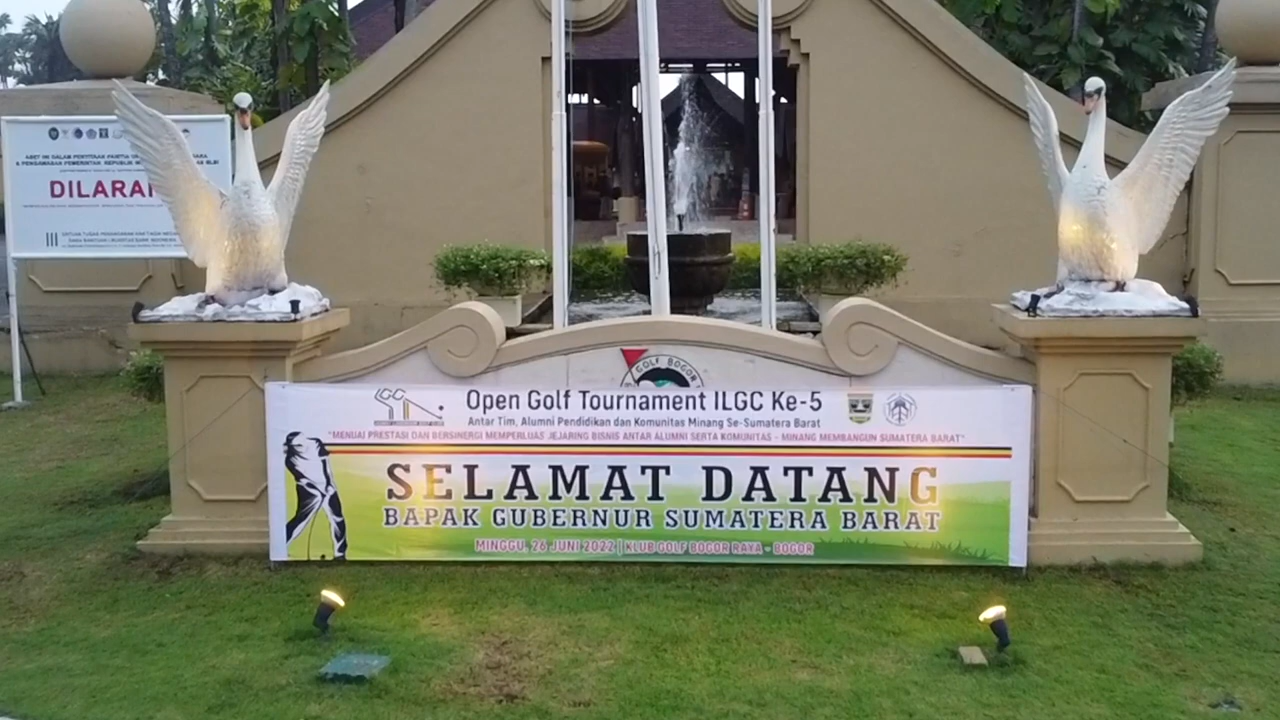 DILARAN
GOLF BOGOR
ILGC
Open Golf Tournament ILGC Ke-5
Antar Tim, Alumni Pendidikan dan Komunitas Minang Se-Sumatera Barat
"MENUAI PRESTASI DAN BERSINERGI MEMPERLUAS JEJARING BISNIS ANTAR ALUMNI SERTA KOMUNITAS - MINANG MEMBANGUN SUMATERA BARAT"
SELAMAT DATANG
BAPAK GUBERNUR SUMATERA BARAT
MINGGU, 26 JUNI 2022 | KLUB GOLF BOGOR RAYA - BOGOR